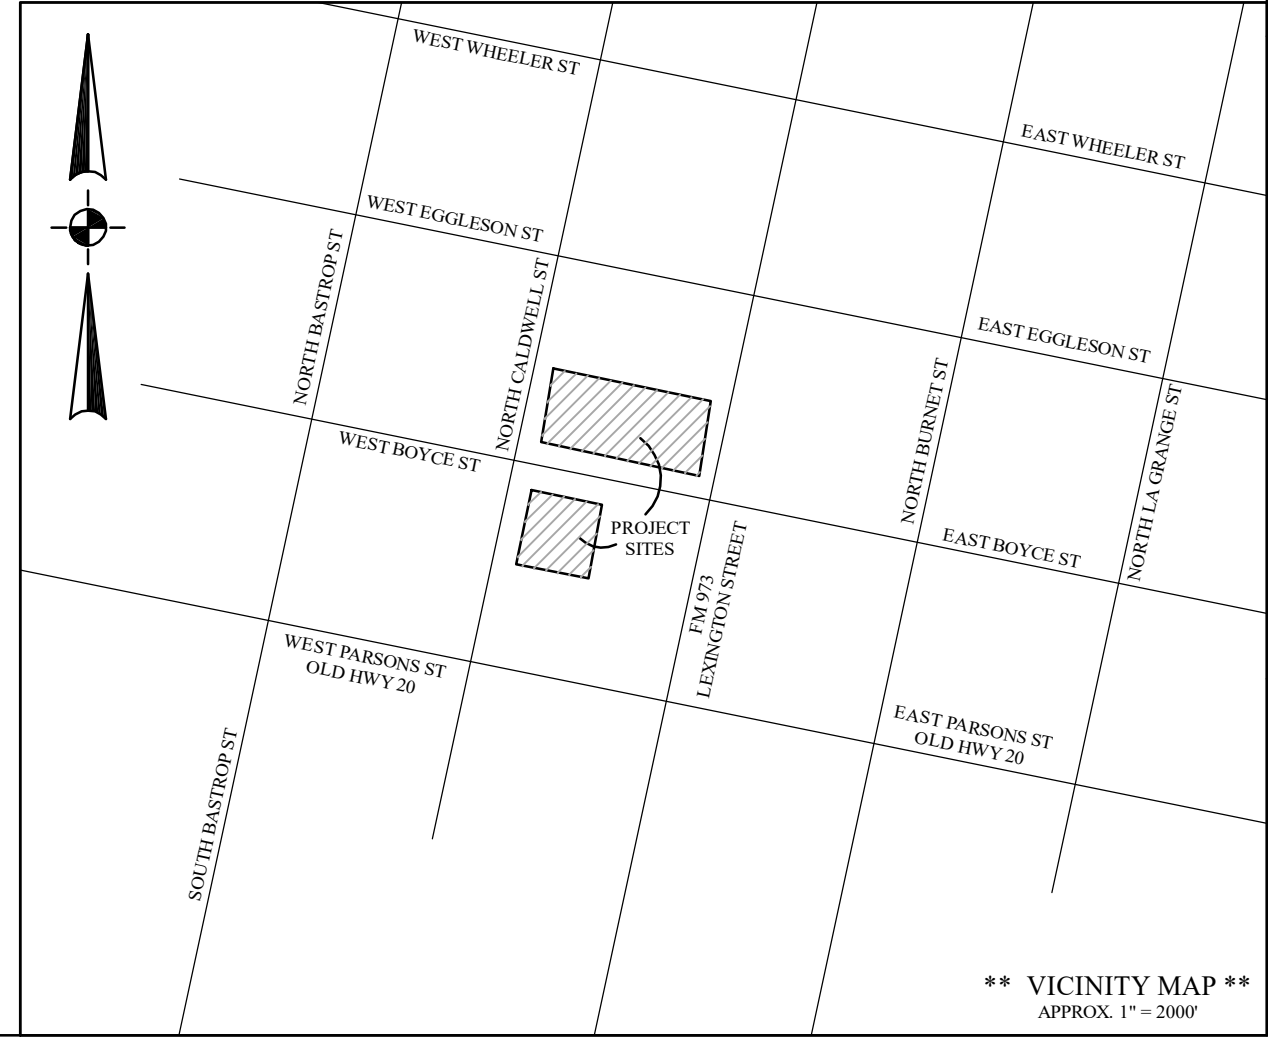 WEST WHEELER ST
EAST WHEELER ST
WEST EGGLESON ST
NORTH BASTROP ST
NORTH CALDWELL ST
EAST EGGLESON ST
NORTH BURNET ST
NORTH LA GRANGE ST
WEST BOYCE ST
PROJECT
SITES
EAST BOYCE ST
FM 973
LEXINGTON STREET
WEST PARSONS ST
OLD HWY 20
EAST PARSONS ST
OLD HWY 20
SOUTH BASTROP ST
** VICINITY MAP **
APPROX. 1" = 2000'